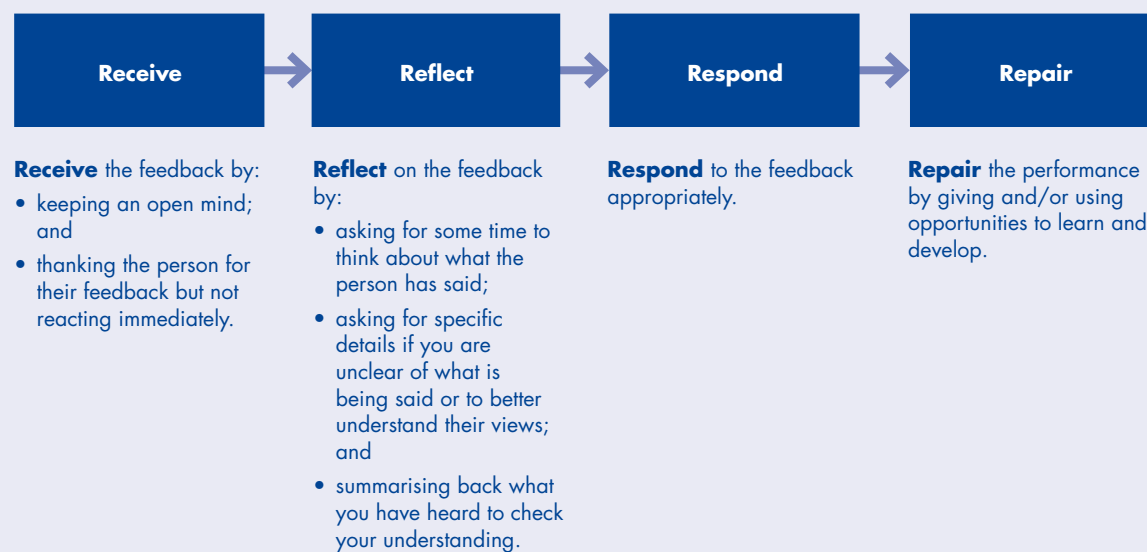 Receive
Reflect
Respond
Repair
Receive the feedback by:
• keeping an open mind;
and
• thanking the person for
their feedback but not
reacting immediately.
Reflect on the feedback
by:
• asking for some time to
think about what the
person has said;
• asking for specific
details if you are
unclear of what is
being said or to better
understand their views;
and
• summarising back what
you have heard to check
your understanding.
Respond to the feedback
appropriately.
Repair the performance
by giving and/or using
opportunities to learn and
develop.